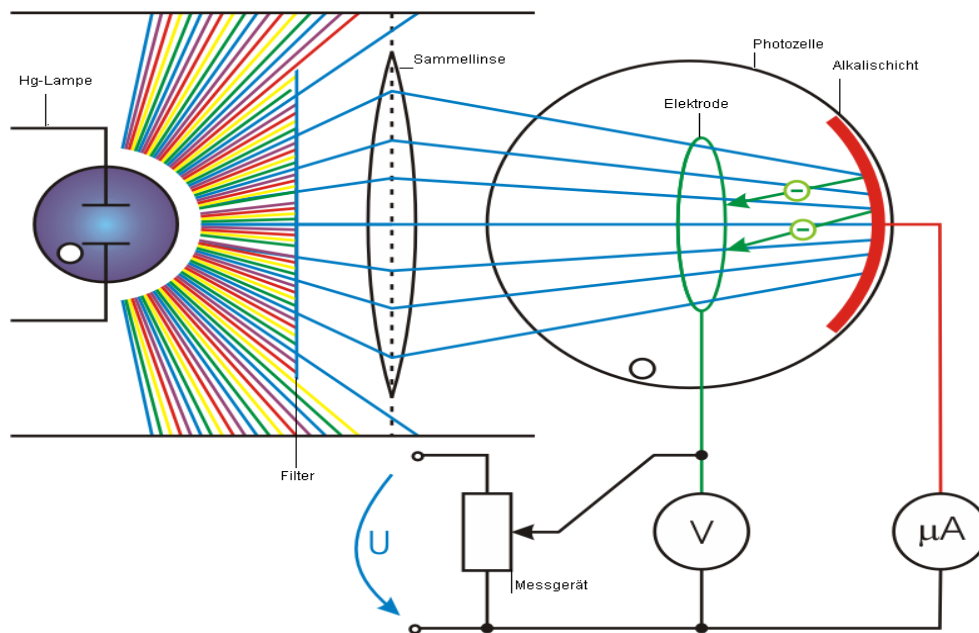 Photozelle
Sammellinse
Alkalischicht
Hg-Lampe
Elektrode
−
−
Filter
U
V
µA
Messgerät